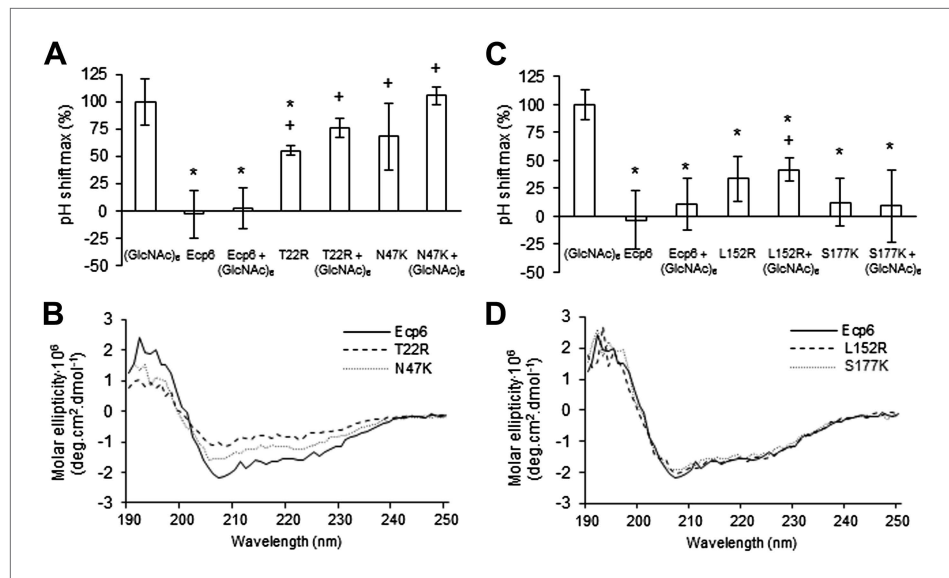 A
125
100
75
50
25
0
-25
-50
pH shift max (%)
*
*
*
+
+
+
+
(GlcNAc)₆
Ecp6
Ecp6 +
(GlcNAc)₆
T22R
T22R +
(GlcNAc)₆
N47K
N47K +
(GlcNAc)₆
C
125
100
75
50
25
0
-25
-50
pH shift max (%)
*
*
*
*
+
*
*
(GlcNAc)₆
Ecp6
Ecp6 +
(GlcNAc)₆
L152R
L152R+
(GlcNAc)₆
S177K
S177K +
(GlcNAc)₆
B
3
2
1
0
-1
-2
-3
Molar ellipticity·10⁶
(deg.cm².dmol⁻¹)
Ecp6
T22R
N47K
190 200 210 220 230 240 250
Wavelength (nm)
D
3
2
1
0
-1
-2
-3
Molar ellipticity·10⁶
(deg.cm².dmol⁻¹)
Ecp6
L152R
S177K
190 200 210 220 230 240 250
Wavelength (nm)